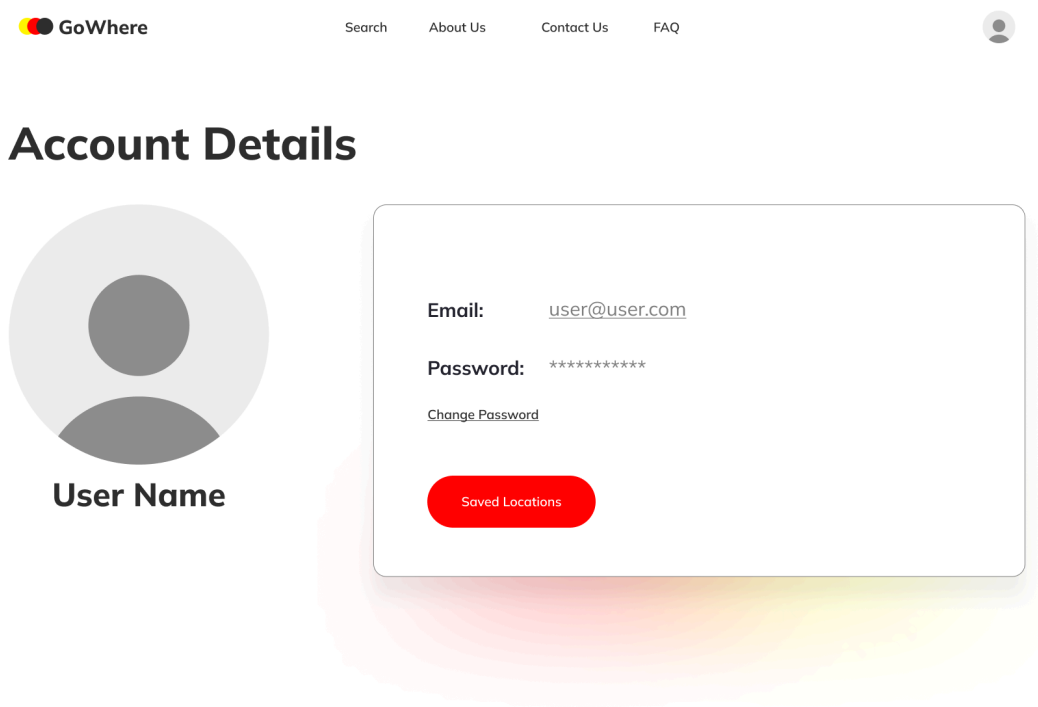 GoWhere
Search About Us Contact Us FAQ
Account Details
Email: user@user.com
Password: ***********
Change Password
Saved Locations
User Name